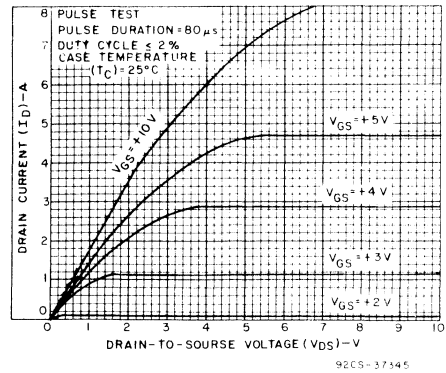 PULSE TEST
PULSE DURATION = 80 μs
DUTY CYCLE ≤ 2%
CASE TEMPERATURE
(TC) = 25°C
8
7
6
5
4
3
2
1
0
DRAIN CURRENT (ID)-A
VGS = +10 V
VGS = +5V
VGS = +4 V
VGS = +3 V
VGS = +2 V
0 1 2 3 4 5 6 7 8 9 10
DRAIN-TO-SOURSE VOLTAGE (VDS)-V
92CS-37345